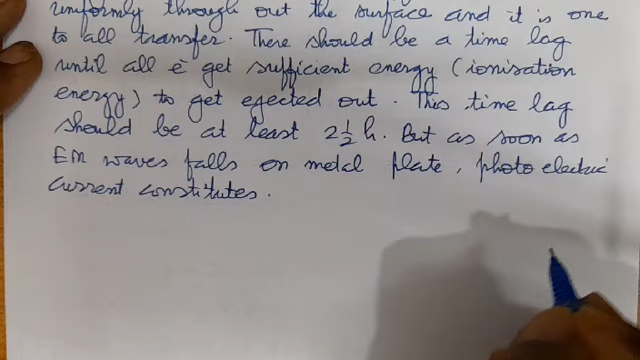 uniformly through out the surface and it is one
to all transfer. There should be a time lag
until all ē get sufficient energy (ionisation
energy) to get ejected out. This time lag
should be at least 2½ h. But as soon as
EM waves falls on metal plate, photo electric
current constitutes.